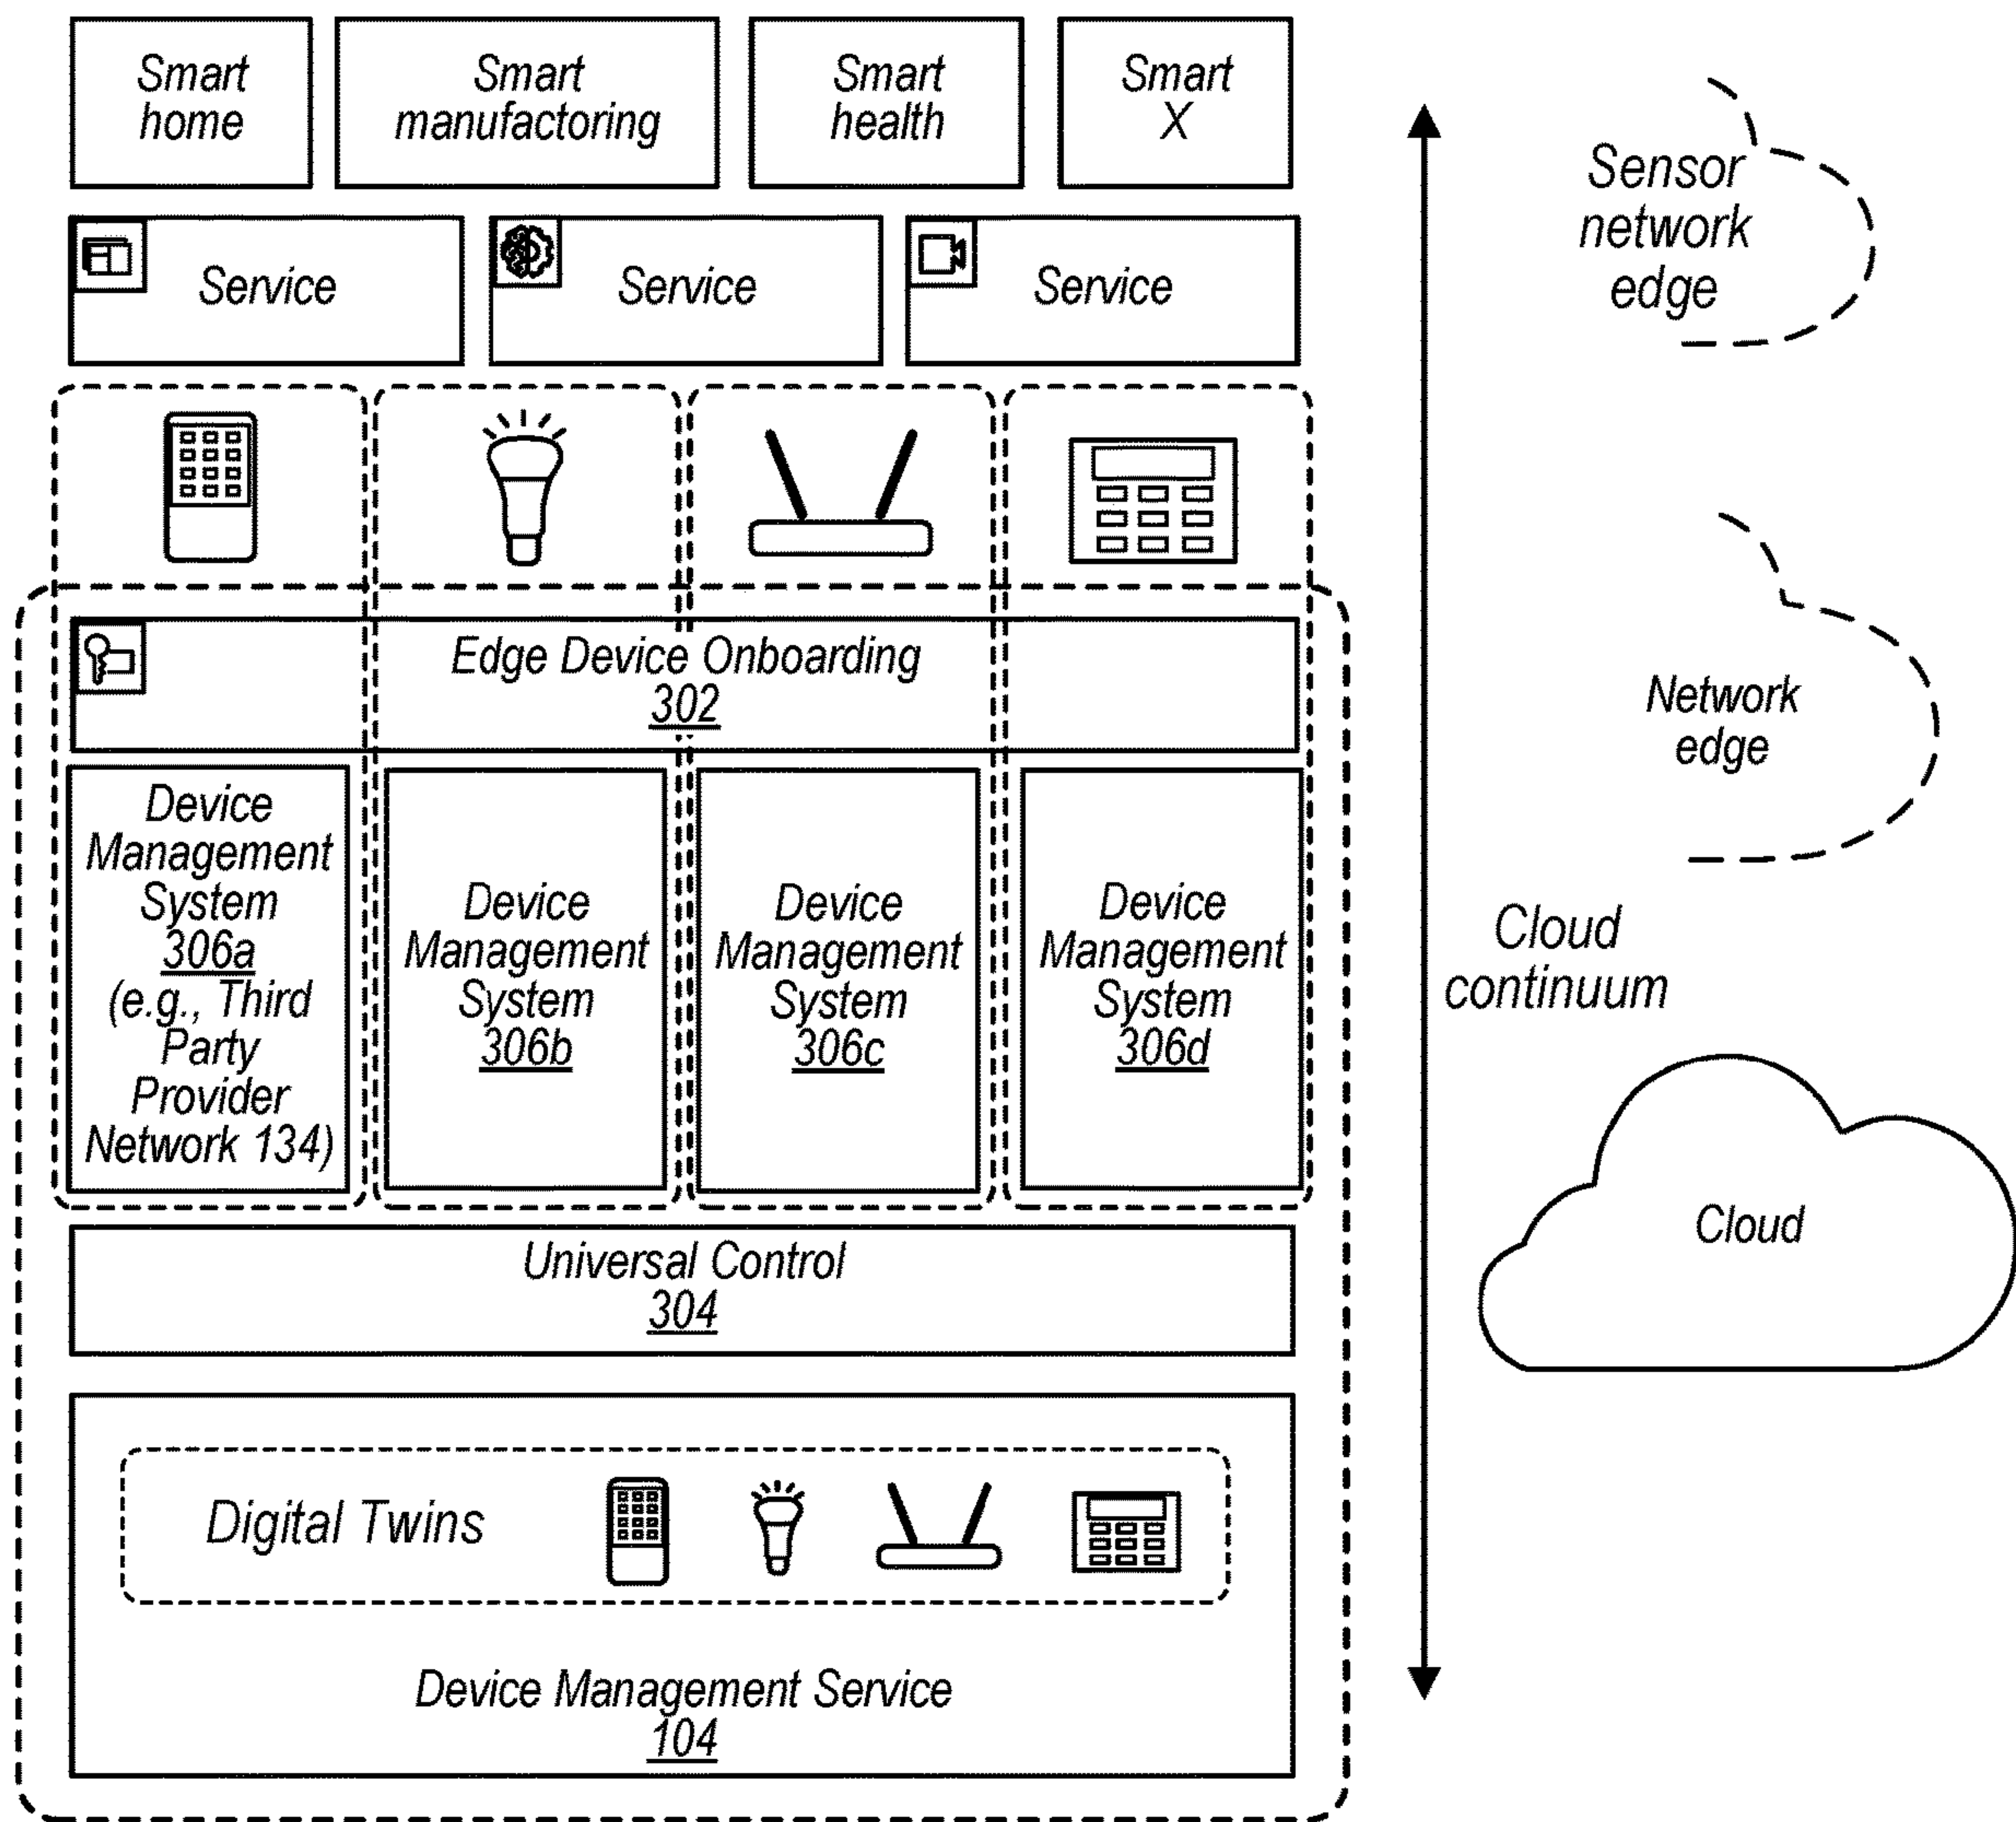 Smart
home
Smart
manufactoring
Smart
health
Smart
X
Service
Service
Service
Edge Device Onboarding
302
Device
Management
System
306a
(e.g., Third
Party
Provider
Network 134)
Device
Management
System
306b
Device
Management
System
306c
Device
Management
System
306d
Universal Control
304
Digital Twins
Device Management Service
104
Sensor
network
edge
Network
edge
Cloud
continuum
Cloud